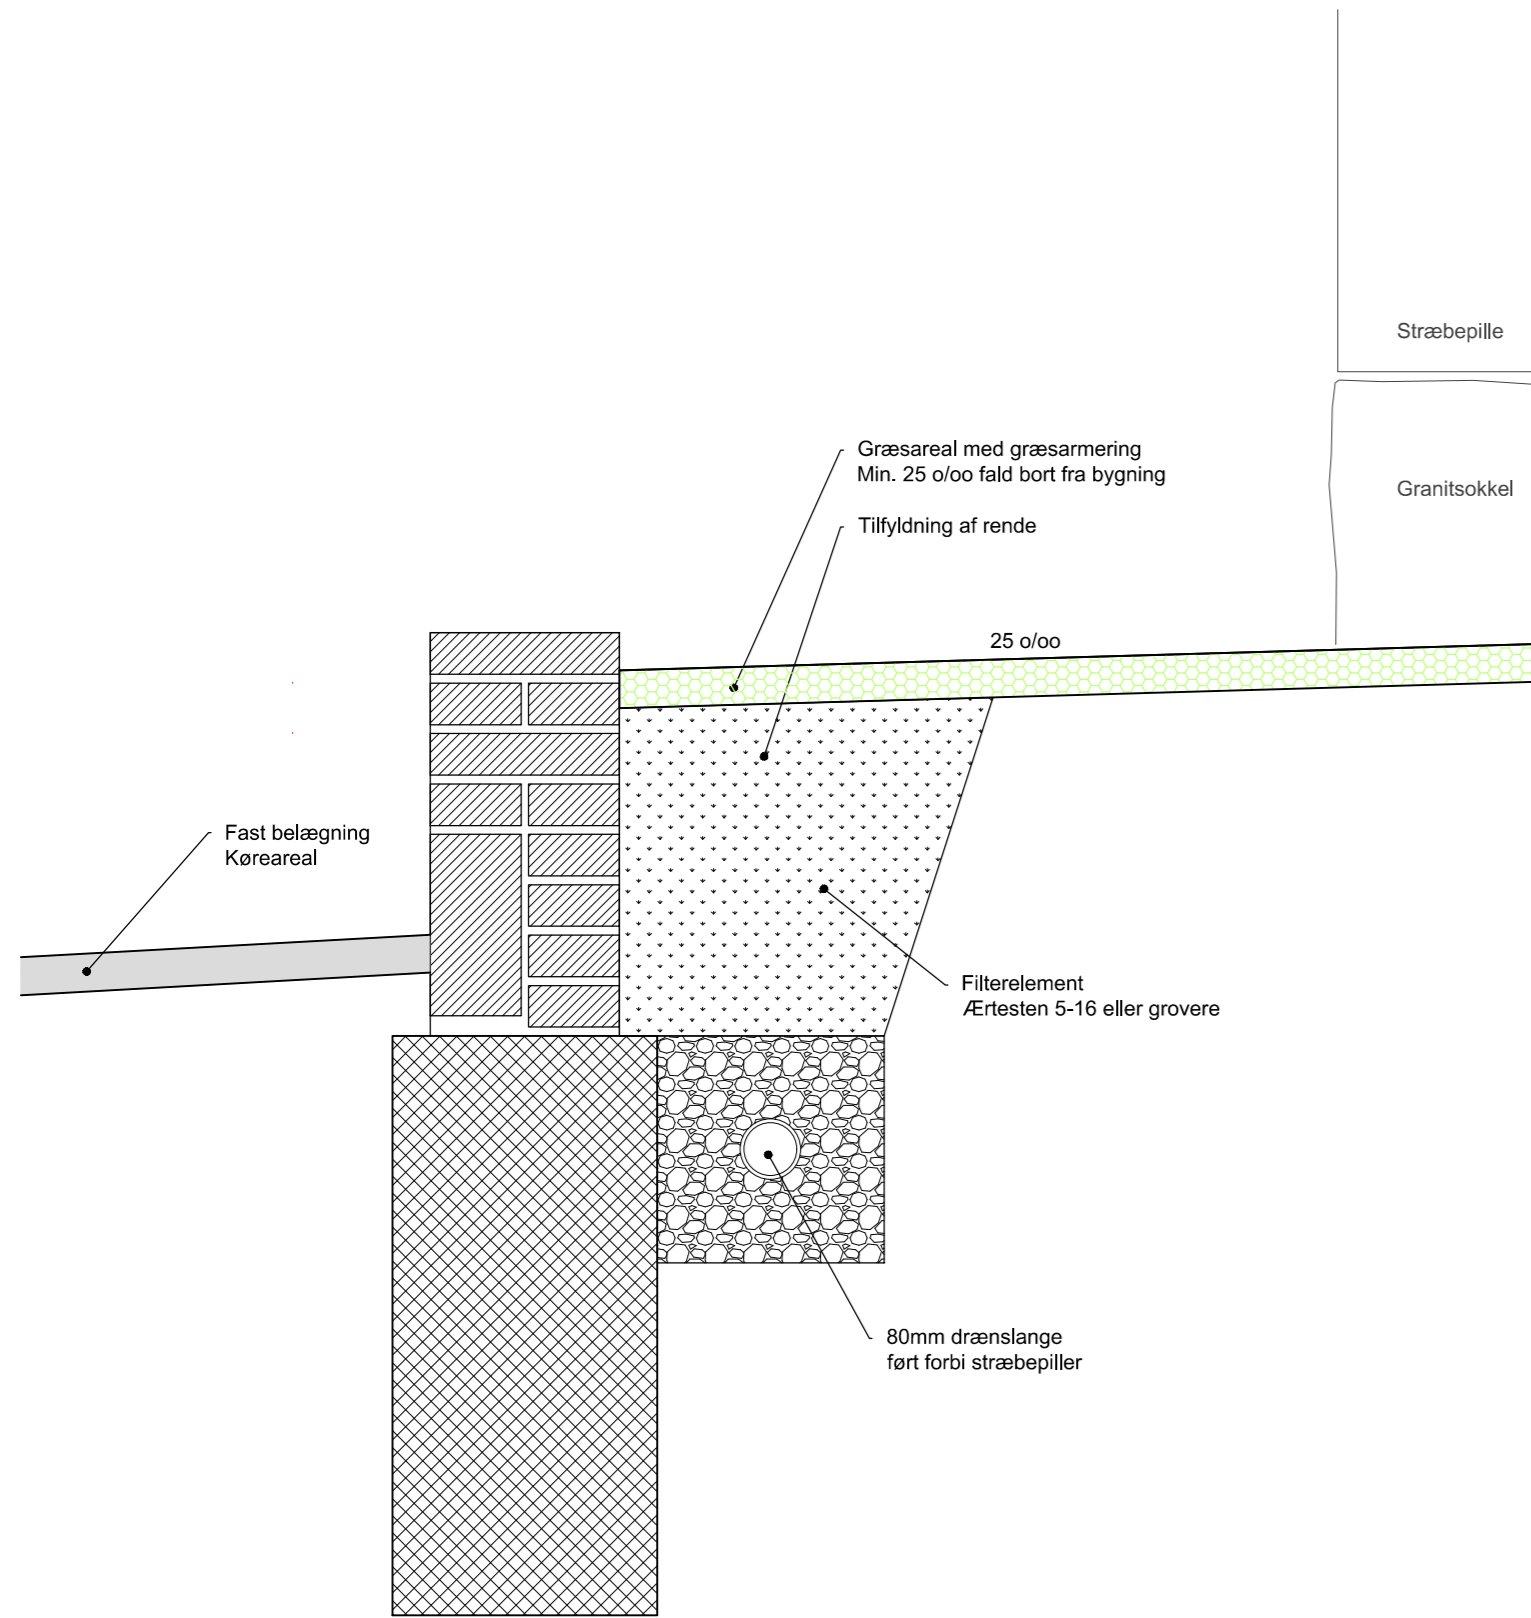 Stræbepille
Græsareal med græsarmering
Min. 25 o/oo fald bort fra bygning
Granitsokkel
Tilfyldning af rende
25 o/oo
Fast belægning
Køreareal
Filterelement
Ærtesten 5-16 eller grovere
80mm drænslange
ført forbi stræbepiller